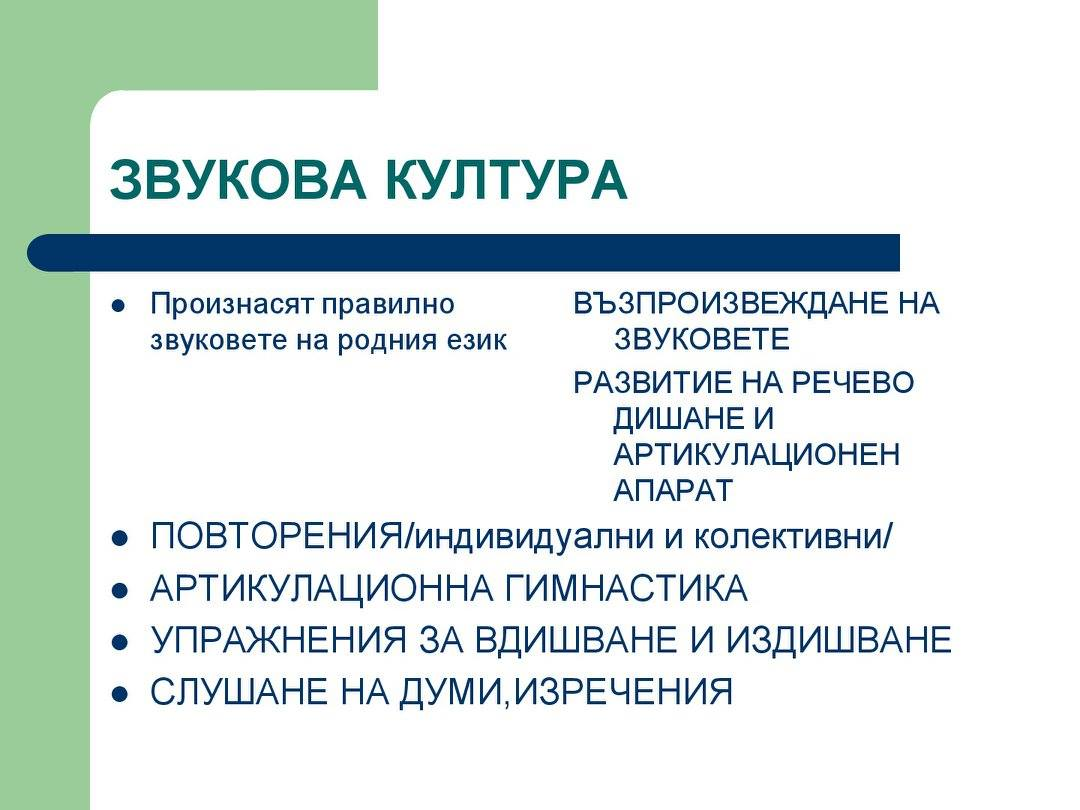 ЗВУКОВА КУЛТУРА
Произнасят правилно
звуковете на родния език
ВЪЗПРОИЗВЕЖДАНЕ НА
ЗВУКОВЕТЕ
РАЗВИТИЕ НА РЕЧЕВО
ДИШАНЕ И
АРТИКУЛАЦИОНЕН
АПАРАТ
ПОВТОРЕНИЯ/индивидуални и колективни/
АРТИКУЛАЦИОННА ГИМНАСТИКА
УПРАЖНЕНИЯ ЗА ВДИШВАНЕ И ИЗДИШВАНЕ
СЛУШАНЕ НА ДУМИ,ИЗРЕЧЕНИЯ